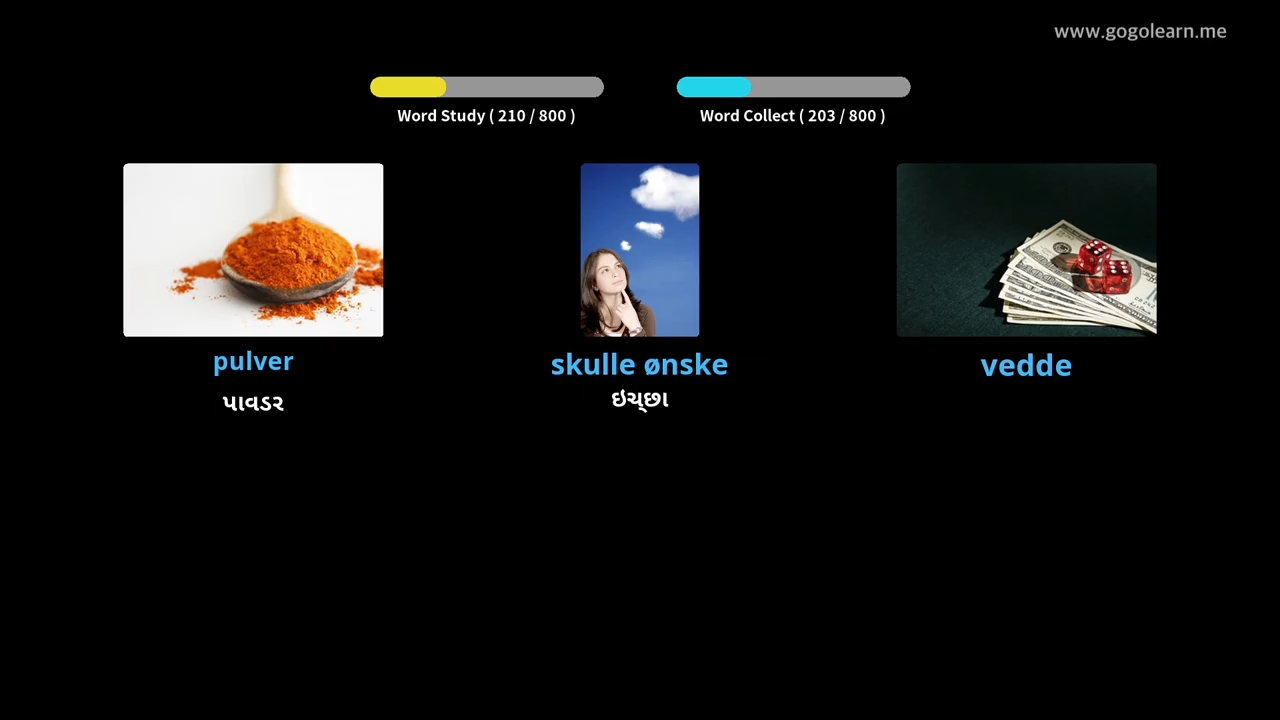 www.gogolearn.me
Word Study ( 210 / 800 )
Word Collect ( 203 / 800 )
pulver
skulle ønske
vedde
પાવડર
ઇચ્છા